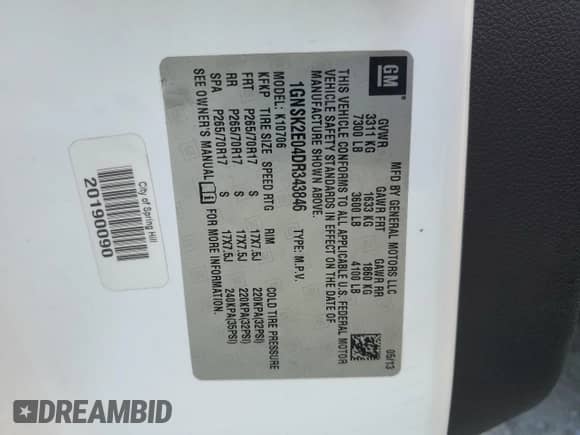 GM
MFD BY GENERAL MOTORS LLC
05/13
GVWR GAWR FRT GAWR RR
3311 KG 1633 KG 1860 KG
7300 LB 3600 LB 4100 LB
THIS VEHICLE CONFORMS TO ALL APPLICABLE U.S. FEDERAL MOTOR
VEHICLE SAFETY STANDARDS IN EFFECT ON THE DATE OF
MANUFACTURE SHOWN ABOVE.
1GNSK2E04DR343846 TYPE: M.P.V.
MODEL: K10706
KFKP TIRE SIZE SPEED RTG RIM COLD TIRE PRESSURE
FRT P265/70R17 S 17X7.5J 220KPA(32PSI)
RR P265/70R17 S 17X7.5J 220KPA(32PSI)
SPA P265/70R17 S 17X7.5J 240KPA(35PSI)
SEE OWNER'S MANUAL FOR MORE INFORMATION.
City of Spring Hill
20190090
DREAMBID